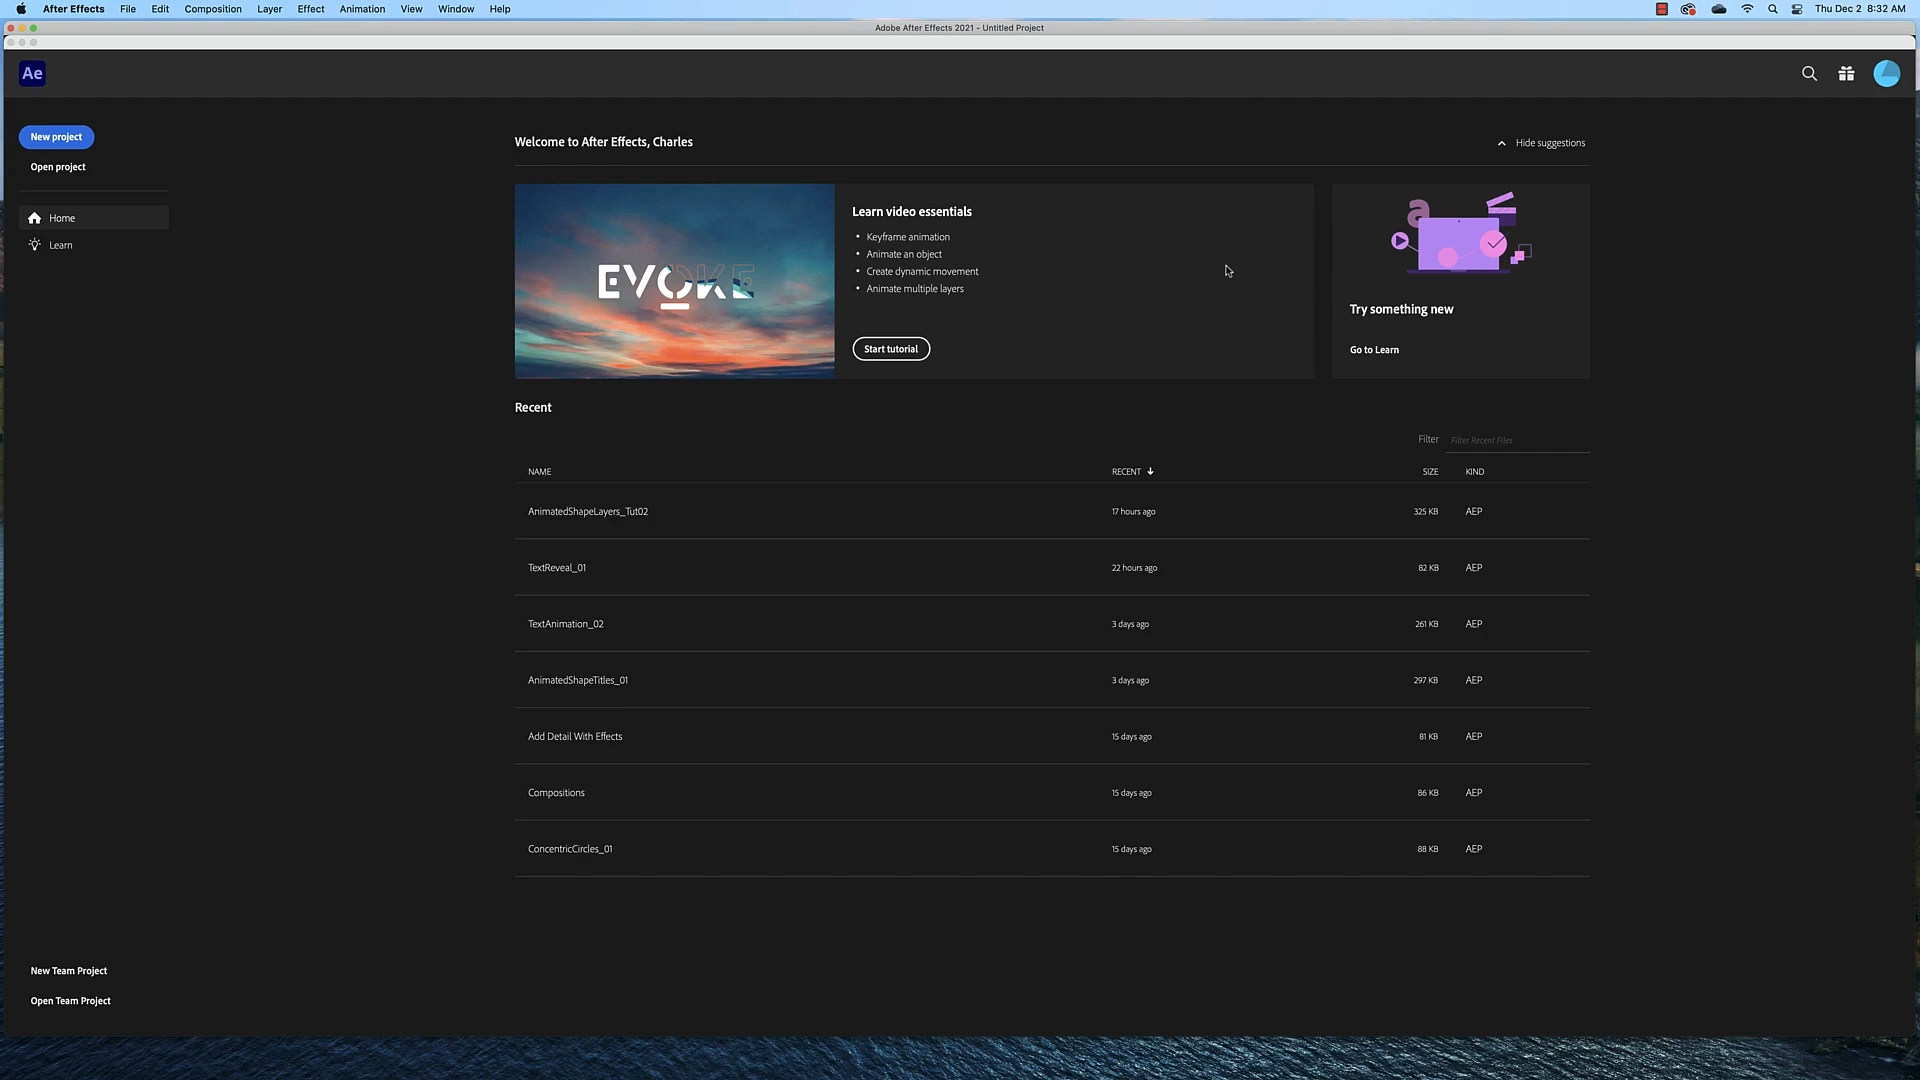 After Effects File Edit Composition Layer Effect Animation View Window Help Thu Dec 2 8:32 AM
Adobe After Effects 2021 - Untitled Project
Ae
New project
Open project
Home
Learn
Welcome to After Effects, Charles
Hide suggestions
EVOKE
Learn video essentials
• Keyframe animation
• Animate an object
• Create dynamic movement
• Animate multiple layers
Start tutorial
a
Try something new
Go to Learn
Recent
Filter Filter Recent Files
NAME RECENT SIZE KIND
AnimatedShapeLayers_Tut02 17 hours ago 325 KB AEP
TextReveal_01 22 hours ago 82 KB AEP
TextAnimation_02 3 days ago 261 KB AEP
AnimatedShapeTitles_01 3 days ago 297 KB AEP
Add Detail With Effects 15 days ago 81 KB AEP
Compositions 15 days ago 86 KB AEP
ConcentricCircles_01 15 days ago 88 KB AEP
New Team Project
Open Team Project